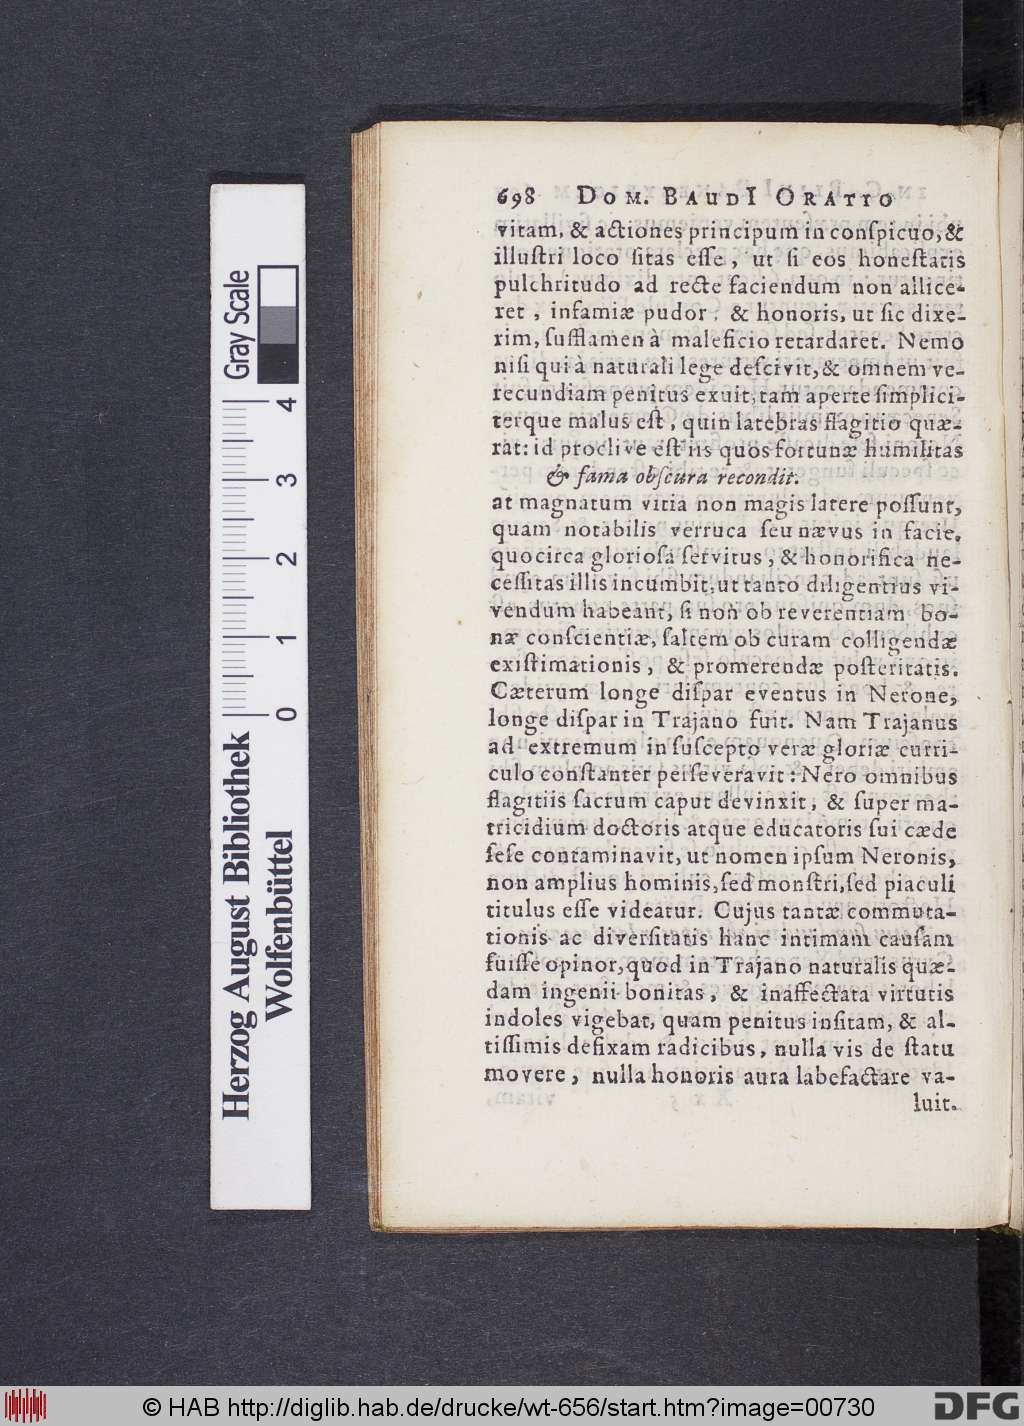 698 DOM. BAUDI ORATIO
vitam, & actiones principum in conſpicuo, &
illuſtri loco ſitas eſſe, ut ſi eos honeſtatis
pulchritudo ad recte faciendum non allice-
ret, infamiæ pudor, & honoris, ut ſic dixe-
rim, ſufflamen à maleficio retardaret. Nemo
niſi qui à naturali lege deſcivit, & omnem ve-
recundiam penitus exuit, tam aperte ſimplici-
terque malus eſt, quin latebras flagitio quæ-
rat: id proclive eſt iis quos fortunæ humilitas
& fama obſcura recondit.
at magnatum vitia non magis latere poſſunt,
quam notabilis verruca ſeu nævus in facie.
quocirca glorioſa ſervitus, & honorifica ne-
ceſſitas illis incumbit, ut tanto diligentius vi-
vendum habeant, ſi non ob reverentiam bo-
næ conſcientiæ, ſaltem ob curam colligendæ
exiſtimationis, & promerendæ poſteritatis.
Cæterum longe diſpar eventus in Nerone,
longe diſpar in Trajano fuit. Nam Trajanus
ad extremum in ſuſcepto veræ gloriæ curri-
culo conſtanter perſeveravit: Nero omnibus
flagitiis ſacrum caput devinxit, & ſuper ma-
tricidium doctoris atque educatoris ſui cæde
ſeſe contaminavit, ut nomen ipſum Neronis,
non amplius hominis, ſed monſtri, ſed piaculi
titulus eſſe videatur. Cujus tantæ commuta-
tionis ac diverſitatis hanc intimam cauſam
fuiſſe opinor, quod in Trajano naturalis quæ-
dam ingenii bonitas, & inaffectata virtutis
indoles vigebat, quam penitus inſitam, & al-
tiſſimis defixam radicibus, nulla vis de ſtatu
movere, nulla honoris aura labefactare va-
luit.
Herzog August Bibliothek
Wolfenbüttel
0 1 2 3 4
Gray Scale
© HAB http://diglib.hab.de/drucke/wt-656/start.htm?image=00730
DFG